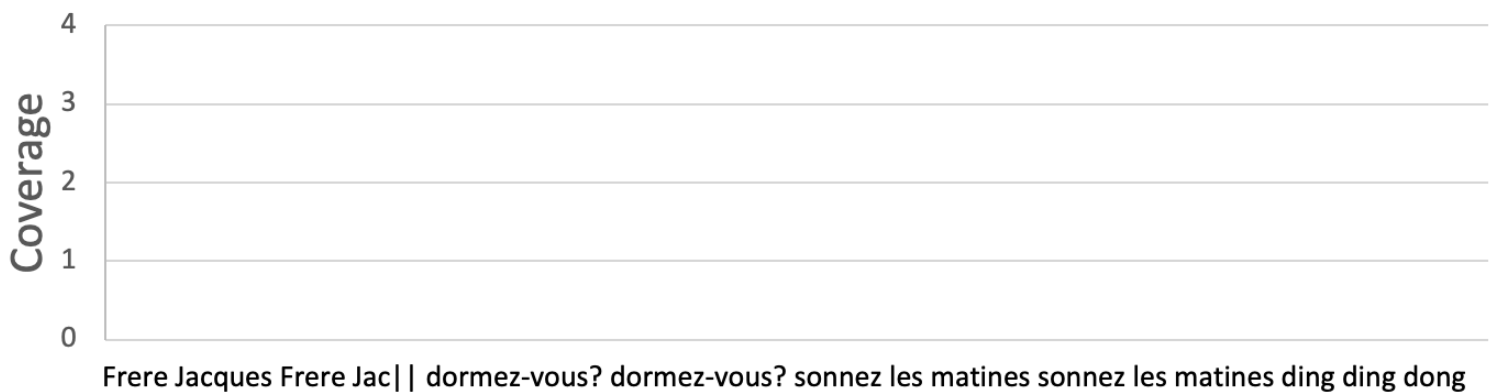 4
3
2
1
0
Coverage
Frere Jacques Frere Jac|| dormez-vous? dormez-vous? sonnez les matines sonnez les matines ding ding dong